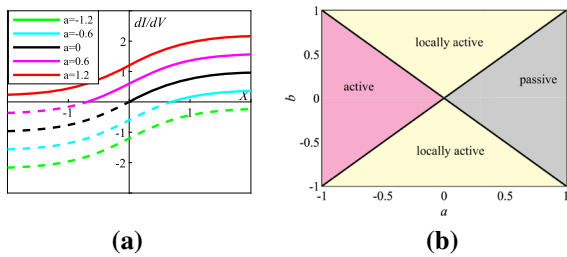 dI/dV
a=-1.2
a=-0.6
a=0
a=0.6
a=1.2
2
1
X
-1
1
-1
-2
(a)
1
0.5
0
-0.5
-1
b
locally active
active
passive
locally active
-1
-0.5
0
0.5
1
a
(b)